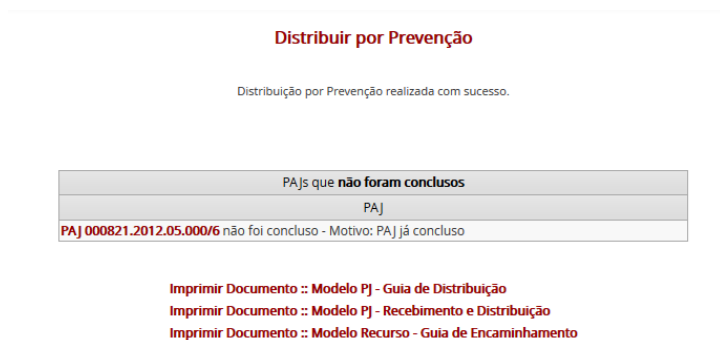 Distribuir por Prevenção
Distribuição por Prevenção realizada com sucesso.
PAJs que não foram conclusos
PAJ
PAJ 000821.2012.05.000/6 não foi concluso - Motivo: PAJ já concluso
Imprimir Documento :: Modelo PJ - Guia de Distribuição
Imprimir Documento :: Modelo PJ - Recebimento e Distribuição
Imprimir Documento :: Modelo Recurso - Guia de Encaminhamento